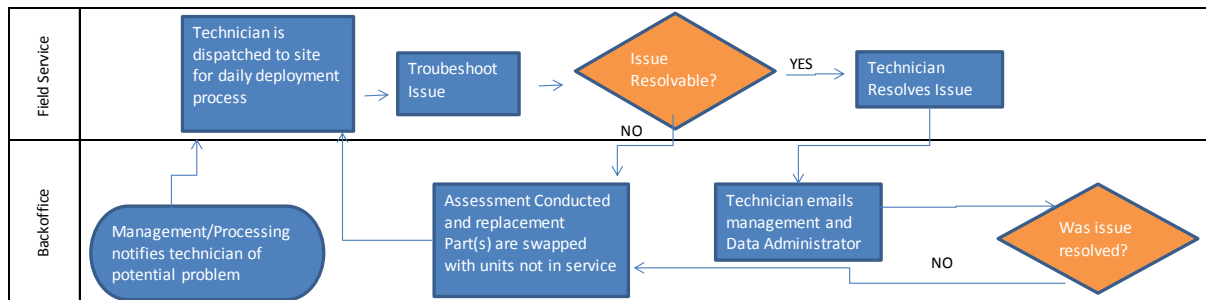 Field Service
Technician is
dispatched to site
for daily deployment
process
Troubeshoot
Issue
Issue
Resolvable?
YES
Technician
Resolves Issue
NO
Backoffice
Management/Processing
notifies technician of
potential problem
Assessment Conducted
and replacement
Part(s) are swapped
with units not in service
Technician emails
management and
Data Administrator
Was issue
resolved?
NO